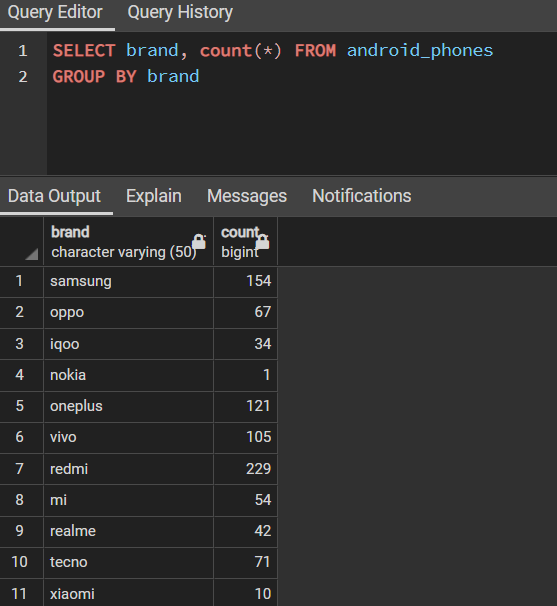 Query Editor Query History
1 SELECT brand, count(*) FROM android_phones
2 GROUP BY brand
Data Output Explain Messages Notifications
brand count
character varying (50) bigint
1 samsung 154
2 oppo 67
3 iqoo 34
4 nokia 1
5 oneplus 121
6 vivo 105
7 redmi 229
8 mi 54
9 realme 42
10 tecno 71
11 xiaomi 10